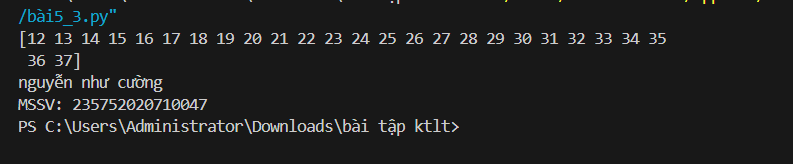 /bài5_3.py"
[12 13 14 15 16 17 18 19 20 21 22 23 24 25 26 27 28 29 30 31 32 33 34 35
 36 37]
nguyễn như cường
MSSV: 235752020710047
PS C:\Users\Administrator\Downloads\bài tập ktlt>